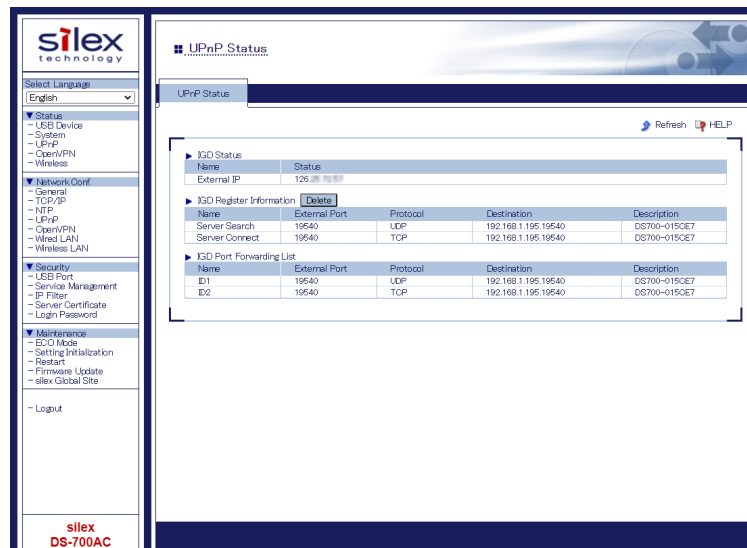 silex
technology
Select Language
English
▼ Status
- USB Device
- System
- UPnP
- OpenVPN
- Wireless
▼ Network Conf.
- General
- TCP/IP
- NTP
- UPnP
- OpenVPN
- Wired LAN
- Wireless LAN
▼ Security
- USB Port
- Service Management
- IP Filter
- Server Certificate
- Login Password
▼ Maintenance
- ECO Mode
- Setting Initialization
- Restart
- Firmware Update
- silex Global Site
- Logout
silex
DS-700AC
UPnP Status
UPnP Status
Refresh HELP
IGD Status
Name Status
External IP 126.
IGD Register Information Delete
Name External Port Protocol Destination Description
Server Search 19540 UDP 192.168.1.195.19540 DS700-015CE7
Server Connect 19540 TCP 192.168.1.195.19540 DS700-015CE7
IGD Port Forwarding List
Name External Port Protocol Destination Description
ID1 19540 UDP 192.168.1.195.19540 DS700-015CE7
ID2 19540 TCP 192.168.1.195.19540 DS700-015CE7